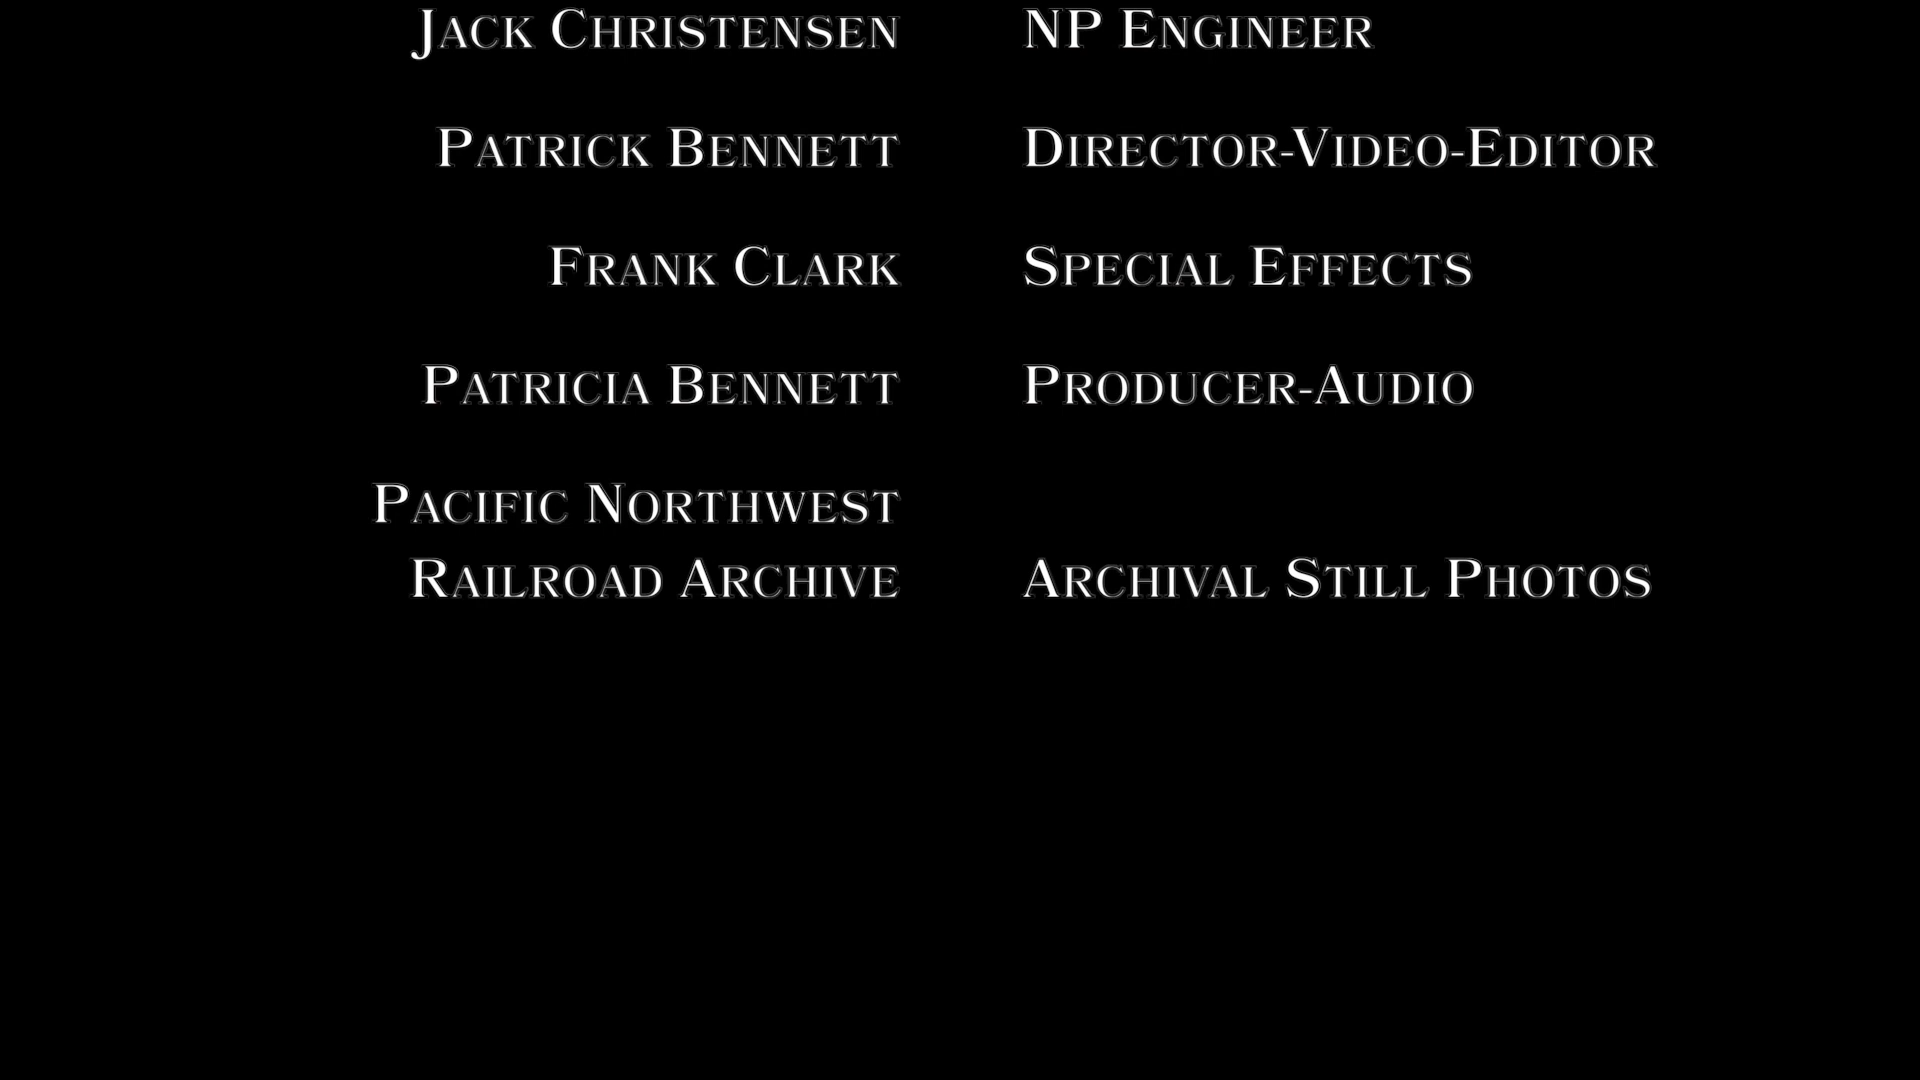 Jack Christensen NP Engineer
Patrick Bennett Director-Video-Editor
Frank Clark Special Effects
Patricia Bennett Producer-Audio
Pacific Northwest
Railroad Archive Archival Still Photos